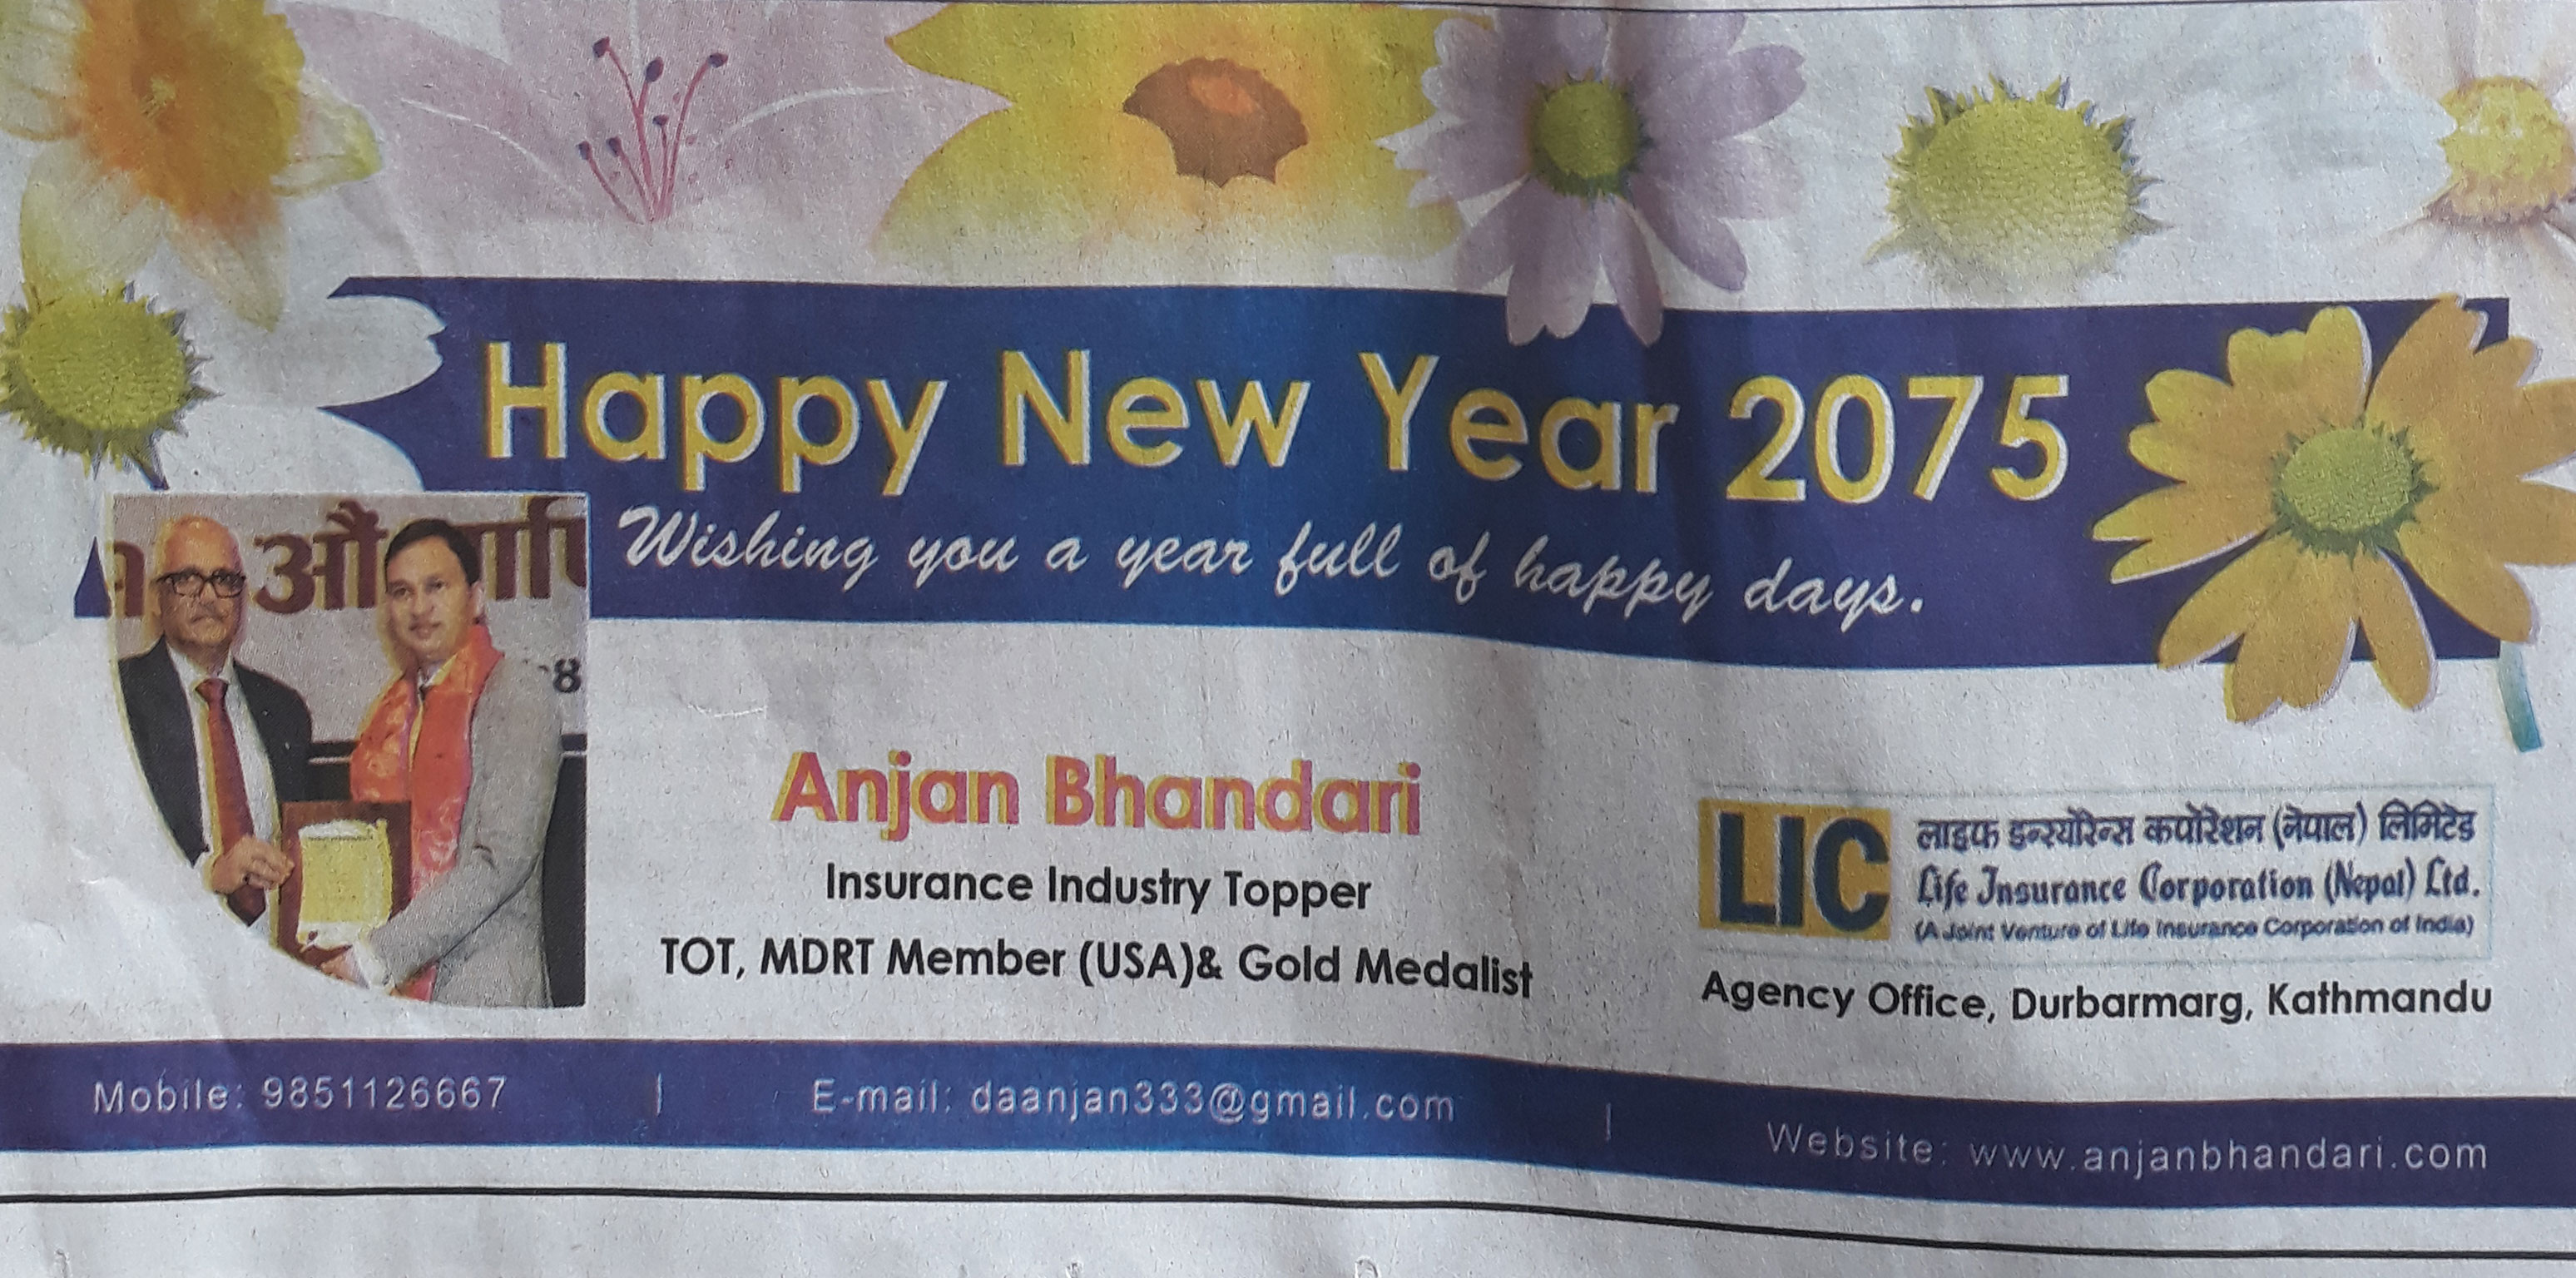 Happy New Year 2075
Wishing you a year full of happy days.
औ
8
Anjan Bhandari
Insurance Industry Topper
TOT, MDRT Member (USA)& Gold Medalist
LIC
लाइफ इन्स्योरेन्स कर्पोरेशन (नेपाल) लिमिटेड
Life Insurance Corporation (Nepal) Ltd.
(A Joint Venture of Life Insurance Corporation of India)
Agency Office, Durbarmarg, Kathmandu
Mobile: 9851126667 | E-mail: daanjan333@gmail.com | Website: www.anjanbhandari.com